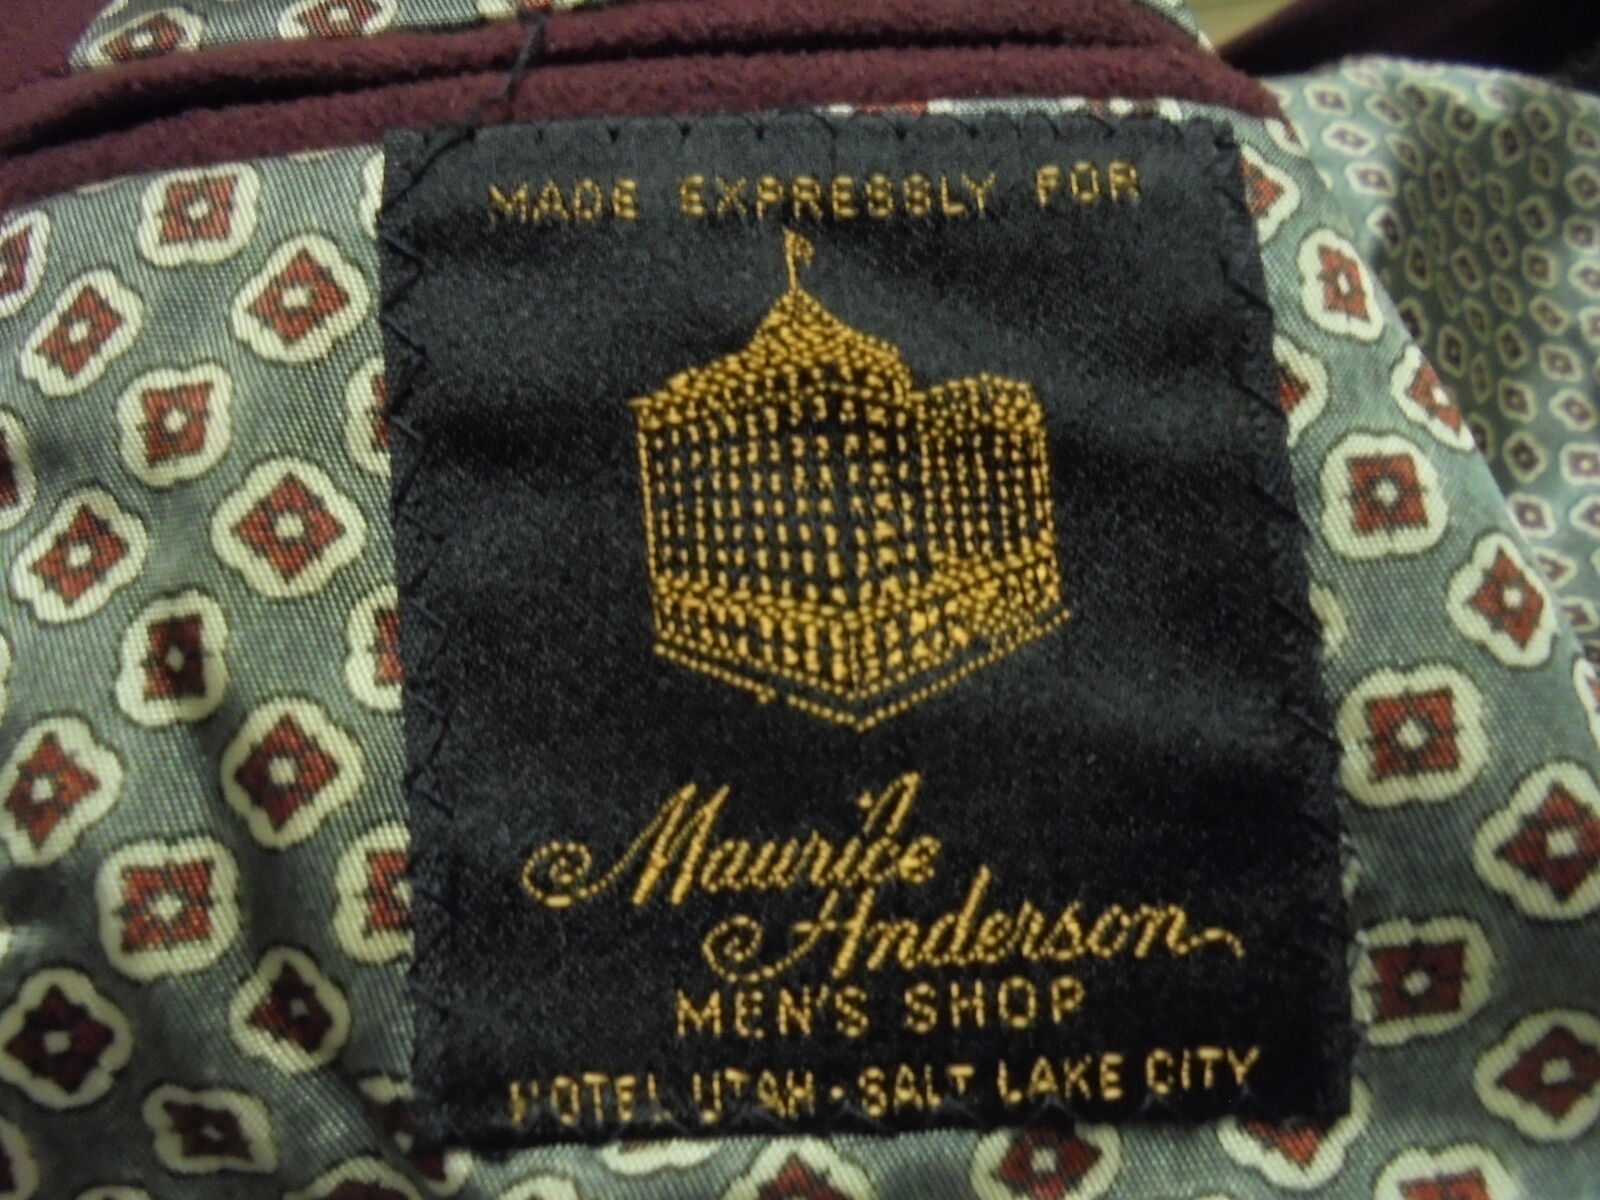 MADE EXPRESSLY FOR
Maurice
Anderson
MEN'S SHOP
HOTEL UTAH · SALT LAKE CITY